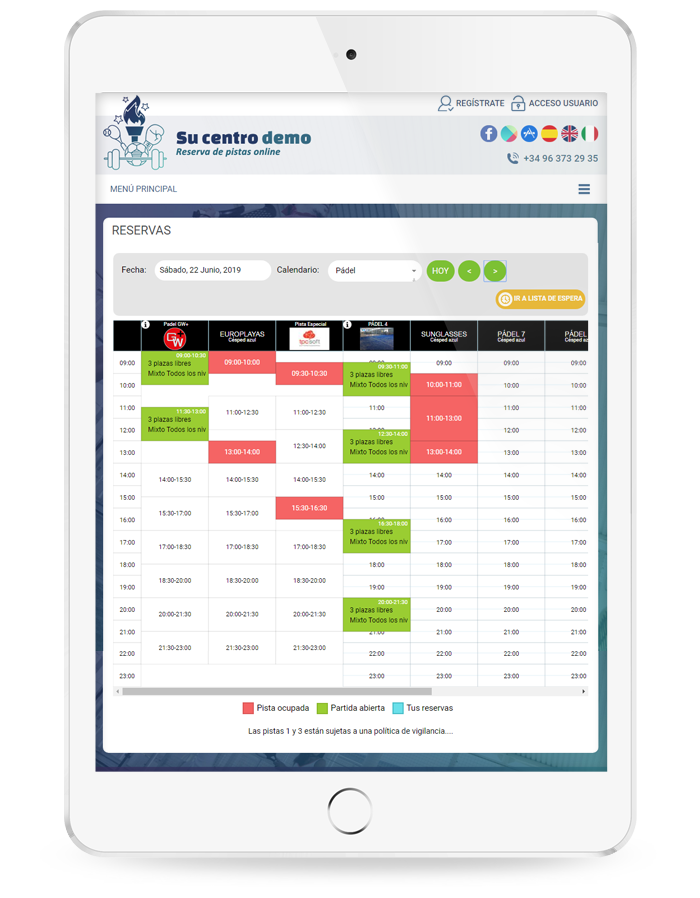 REGÍSTRATE ACCESO USUARIO
Su centro demo
Reserva de pistas online
+34 96 373 29 35
MENÚ PRINCIPAL
RESERVAS
Fecha: Sábado, 22 Junio, 2019 Calendario: Pádel HOY < >
IR A LISTA DE ESPERA
Padel GW+ EUROPLAYAS Césped azul Pista Especial tpcsoft PÁDEL 4 SUNGLASSES Césped azul PÁDEL 7 Césped azul PÁDEL Césped az
09:00 09:00-10:30 09:00-10:00 09:00 09:00 09:00
3 plazas libres 09:30-10:30 09:30-11:00
10:00 Mixto Todos los niv 3 plazas libres 10:00-11:00 10:00 10:00
Mixto Todos los niv
11:00 11:30-13:00 11:00-12:30 11:00-12:30 11:00 11:00-13:00 11:00 11:00
3 plazas libres
12:00 Mixto Todos los niv 12:30-14:00 12:30-14:00 12:00 12:00
3 plazas libres
13:00 13:00-14:00 Mixto Todos los niv 13:00-14:00 13:00 13:00
14:00 14:00-15:30 14:00-15:30 14:00-15:30 14:00 14:00 14:00 14:00
15:00 15:30-17:00 15:30-17:00 15:30-16:30 15:00 15:00 15:00 15:00
16:00 16:30-18:00 16:00 16:00 16:00
3 plazas libres
17:00 17:00-18:30 17:00-18:30 17:00-18:30 Mixto Todos los niv 17:00 17:00 17:00
18:00 18:30-20:00 18:30-20:00 18:30-20:00 18:00 18:00 18:00 18:00
19:00 19:00 19:00 19:00 19:00
20:00 20:00-21:30 20:00-21:30 20:00-21:30 20:00-21:30 20:00 20:00 20:00
3 plazas libres
Mixto Todos los niv
21:00 21:30-23:00 21:30-23:00 21:30-23:00 21:00 21:00 21:00 21:00
22:00 22:00 22:00 22:00 22:00
23:00 23:00 23:00 23:00 23:00
Pista ocupada Partida abierta Tus reservas
Las pistas 1 y 3 están sujetas a una política de vigilancia....